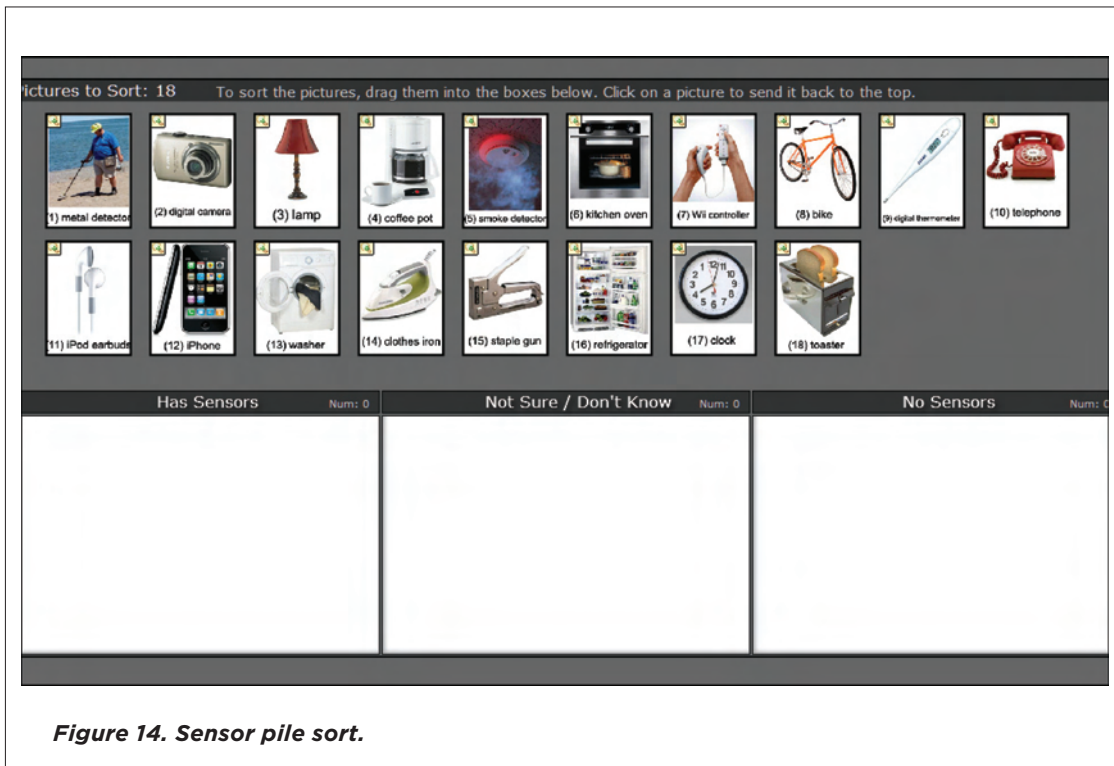 ictures to Sort: 18 To sort the pictures, drag them into the boxes below. Click on a picture to send it back to the top.
(1) metal detector (2) digital camera (3) lamp (4) coffee pot (5) smoke detector (6) kitchen oven (7) Wii controller (8) bike (9) digital thermometer (10) telephone
(11) iPod earbuds (12) iPhone (13) washer (14) clothes iron (15) staple gun (16) refrigerator (17) clock (18) toaster
Has Sensors Num: 0 Not Sure / Don't Know Num: 0 No Sensors Num: 0
Figure 14. Sensor pile sort.